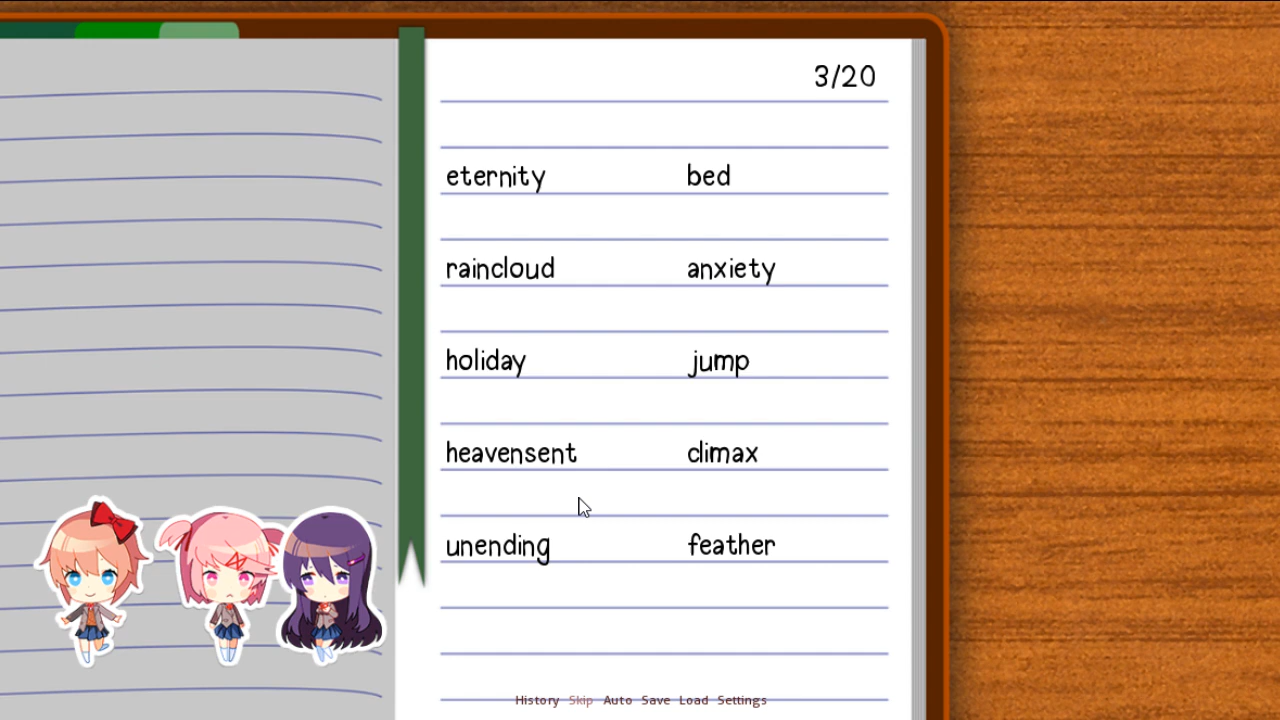 3/20
eternity bed
raincloud anxiety
holiday jump
heavensent climax
unending feather
History Skip Auto Save Load Settings